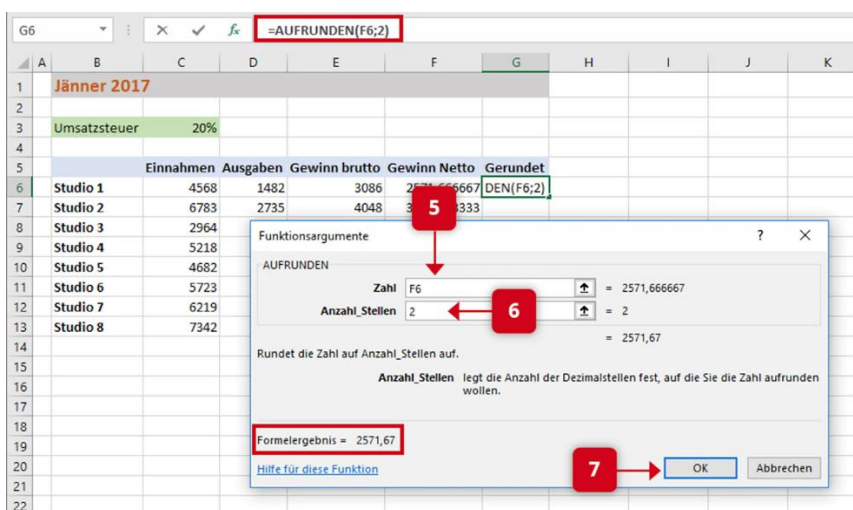 G6 fx =AUFRUNDEN(F6;2)
A B C D E F G H I J K
1 Jänner 2017
2
3 Umsatzsteuer 20%
4
5 Einnahmen Ausgaben Gewinn brutto Gewinn Netto Gerundet
6 Studio 1 4568 1482 3086 DEN(F6;2)
7 Studio 2 6783 2735 4048
5
8 Studio 3 2964
Funktionsargumente ? ×
9 Studio 4 5218
AUFRUNDEN
10 Studio 5 4682
11 Studio 6 5723
Zahl F6 = 2571,666667
12 Studio 7 6219
Anzahl_Stellen 2 6 = 2
13 Studio 8 7342
= 2571,67
14
Rundet die Zahl auf Anzahl_Stellen auf.
15
Anzahl_Stellen legt die Anzahl der Dezimalstellen fest, auf die Sie die Zahl aufrunden
16
wollen.
17
18
Formelergebnis = 2571,67
19
20
Hilfe für diese Funktion 7 OK Abbrechen
21
22